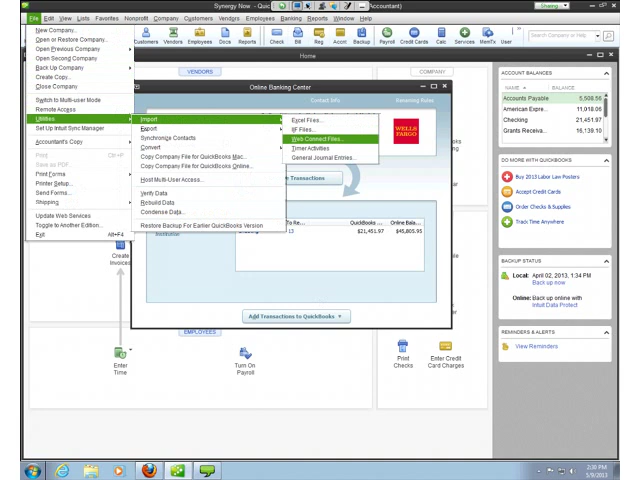 Synergy Now - Quic
Accountant)
Sharing
File Edit View Lists Favorites Nonprofit Company Customers Vendors Employees Banking Reports Window Help
Customers Vendors Employees Docs Reports Check Bill Reg Accnt Backup Payroll Credit Cards Calc Services MemTx User
Search Company or Help
Home
New Company...
Open or Restore Company...
Open Previous Company
Open Second Company
Back Up Company
Create Copy...
Close Company
Switch to Multi-user Mode
Remote Access
Utilities
Set Up Intuit Sync Manager
Accountant's Copy
Print... Ctrl+P
Save as PDF...
Print Forms
Printer Setup...
Send Forms...
Shipping
Update Web Services
Toggle to Another Edition...
Exit Alt+F4
Import
Export
Synchronize Contacts
Convert
Copy Company File for QuickBooks Mac...
Copy Company File for QuickBooks Online...
Host Multi-User Access...
Verify Data
Rebuild Data
Condense Data...
Restore Backup For Earlier QuickBooks Version
Excel Files...
IIF Files...
Web Connect Files...
Timer Activities
General Journal Entries...
VENDORS
COMPANY
Online Banking Center
Contact Info
Renaming Rules
WELLS
FARGO
Transactions
To Re... QuickBooks ... Online Bala...
13 $21,451.97 $45,805.95
Institution
Add Transactions to QuickBooks
Create
Invoices
EMPLOYEES
Enter
Time
Turn On
Payroll
Print
Checks
Enter Credit
Card Charges
ACCOUNT BALANCES
NAME BALANCE
Accounts Payable 5,508.56
American Expre... 11,018.06
Checking 21,451.97
Grants Receiva... 16,139.10
DO MORE WITH QUICKBOOKS
Buy 2013 Labor Law Posters
Accept Credit Cards
Order Checks & Supplies
Track Time Anywhere
BACKUP STATUS
Local: April 02, 2013, 1:34 PM
Back up now
Online: Back up online with
Intuit Data Protect
REMINDERS & ALERTS
View Reminders
2:30 PM
5/9/2013